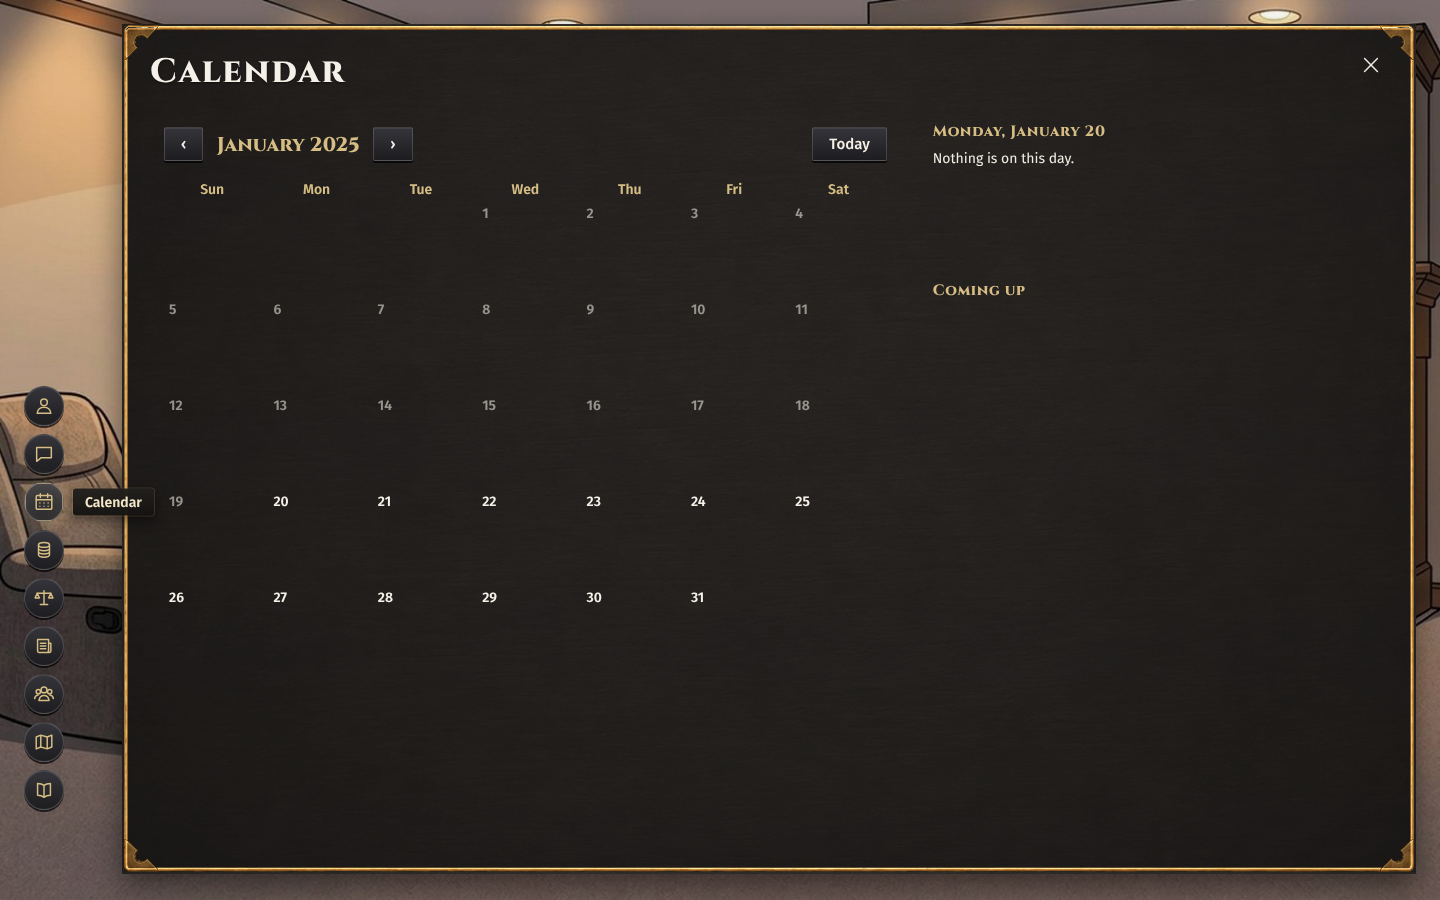 Calendar
‹ January 2025 › Today
Sun Mon Tue Wed Thu Fri Sat
1 2 3 4
5 6 7 8 9 10 11
12 13 14 15 16 17 18
19 20 21 22 23 24 25
26 27 28 29 30 31
Monday, January 20
Nothing is on this day.
Coming up
Calendar